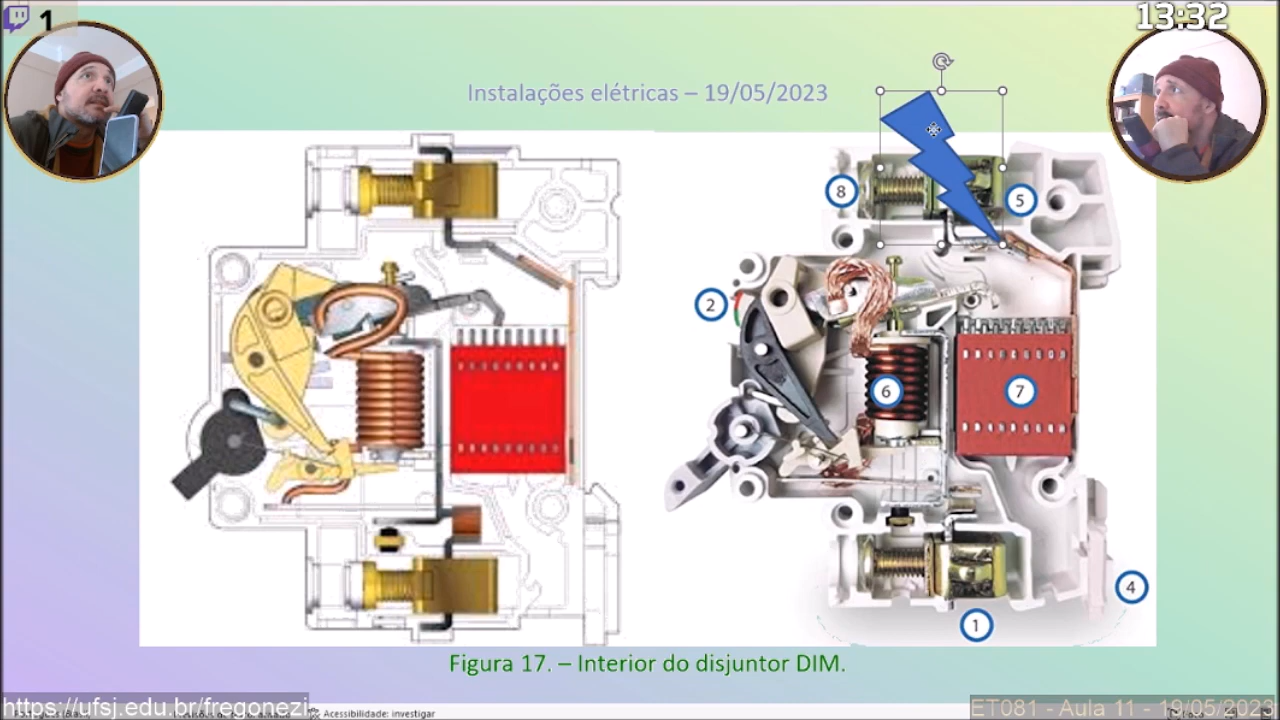 1
13:32
Instalações elétricas – 19/05/2023
8
5
2
6
7
4
1
Figura 17. – Interior do disjuntor DIM.
https://ufsj.edu.br/fregonezi
Acessibilidade: investigar
ET081 - Aula 11 - 19/05/2023